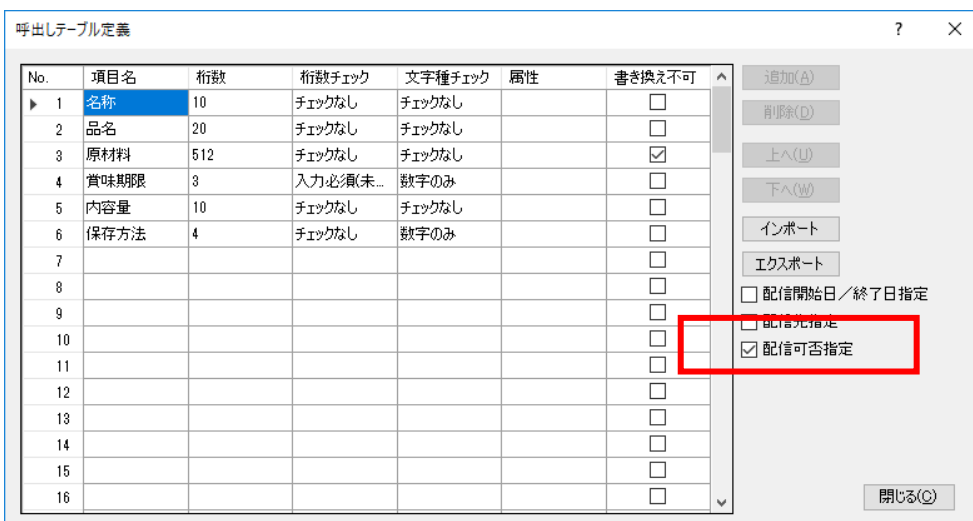 呼出しテーブル定義 ?
No. 項目名 桁数 桁数チェック 文字種チェック 属性 書き換え不可
1 名称 10 チェックなし チェックなし
2 品名 20 チェックなし チェックなし
3 原材料 512 チェックなし チェックなし
4 賞味期限 3 入力必須(未... 数字のみ
5 内容量 10 チェックなし チェックなし
6 保存方法 4 チェックなし 数字のみ
7
8
9
10
11
12
13
14
15
16
追加(A)
削除(D)
上へ(U)
下へ(W)
インポート
エクスポート
配信開始日/終了日指定
配信先指定
配信可否指定
閉じる(C)